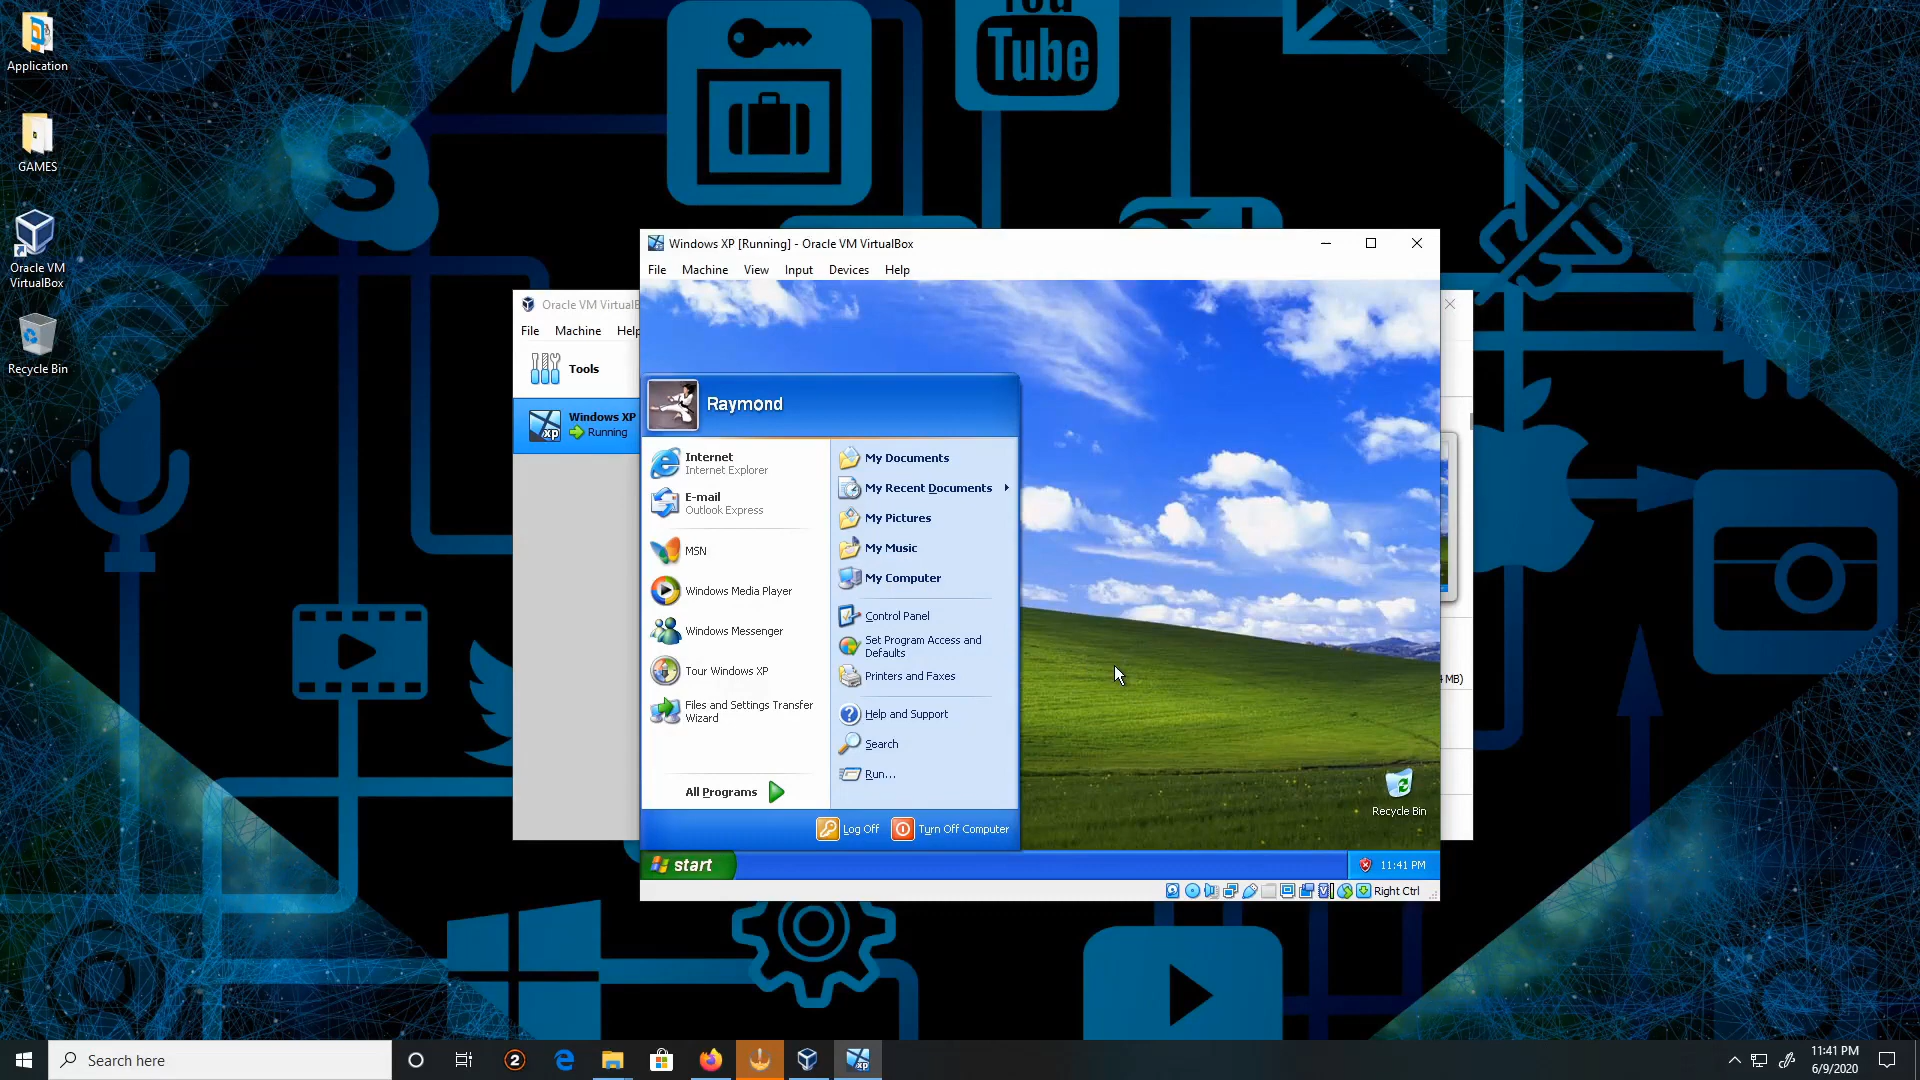 Application
GAMES
Oracle VM
VirtualBox
Recycle Bin
You
Tube
Oracle VM VirtualB
File Machine Help
Tools
Windows XP
Running
Windows XP [Running] - Oracle VM VirtualBox
File Machine View Input Devices Help
Raymond
Internet
Internet Explorer
E-mail
Outlook Express
MSN
Windows Media Player
Windows Messenger
Tour Windows XP
Files and Settings Transfer
Wizard
All Programs
My Documents
My Recent Documents
My Pictures
My Music
My Computer
Control Panel
Set Program Access and
Defaults
Printers and Faxes
Help and Support
Search
Run...
Log Off Turn Off Computer
Recycle Bin
start
11:41 PM
Right Ctrl
MB)
Search here
11:41 PM
6/9/2020